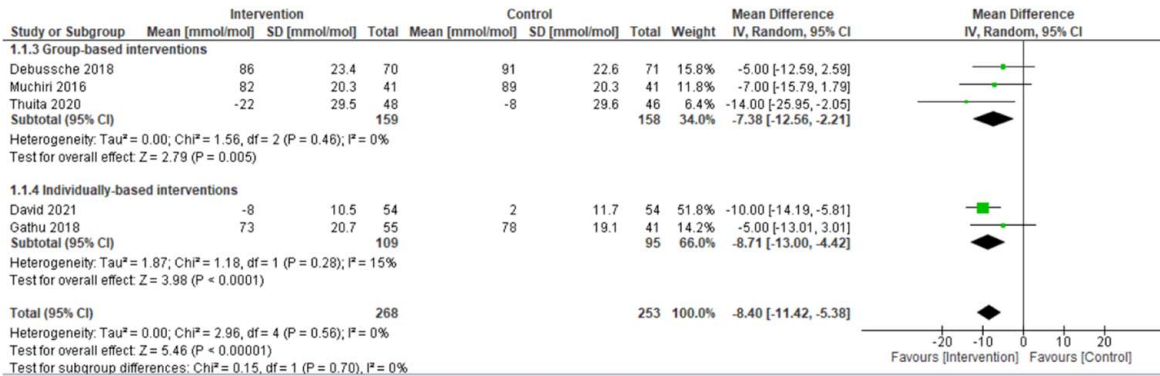 Intervention Control Mean Difference Mean Difference
Study or Subgroup Mean [mmol/mol] SD [mmol/mol] Total Mean [mmol/mol] SD [mmol/mol] Total Weight IV, Random, 95% CI IV, Random, 95% CI
1.1.3 Group-based interventions
Debussche 2018 86 23.4 70 91 22.6 71 15.8% -5.00 [-12.59, 2.59]
Muchiri 2016 82 20.3 41 89 20.3 41 11.8% -7.00 [-15.79, 1.79]
Thuita 2020 -22 29.5 48 -8 29.6 46 6.4% -14.00 [-25.95, -2.05]
Subtotal (95% CI) 159 158 34.0% -7.38 [-12.56, -2.21]
Heterogeneity: Tau² = 0.00; Chi² = 1.56, df = 2 (P = 0.46); I² = 0%
Test for overall effect: Z = 2.79 (P = 0.005)
1.1.4 Individually-based interventions
David 2021 -8 10.5 54 2 11.7 54 51.8% -10.00 [-14.19, -5.81]
Gathu 2018 73 20.7 55 78 19.1 41 14.2% -5.00 [-13.01, 3.01]
Subtotal (95% CI) 109 95 66.0% -8.71 [-13.00, -4.42]
Heterogeneity: Tau² = 1.87; Chi² = 1.18, df = 1 (P = 0.28); I² = 15%
Test for overall effect: Z = 3.98 (P < 0.0001)
Total (95% CI) 268 253 100.0% -8.40 [-11.42, -5.38]
Heterogeneity: Tau² = 0.00; Chi² = 2.96, df = 4 (P = 0.56); I² = 0%
Test for overall effect: Z = 5.46 (P < 0.00001)
Test for subgroup differences: Chi² = 0.15, df = 1 (P = 0.70), I² = 0%
-20 -10 0 10 20
Favours [Intervention] Favours [Control]